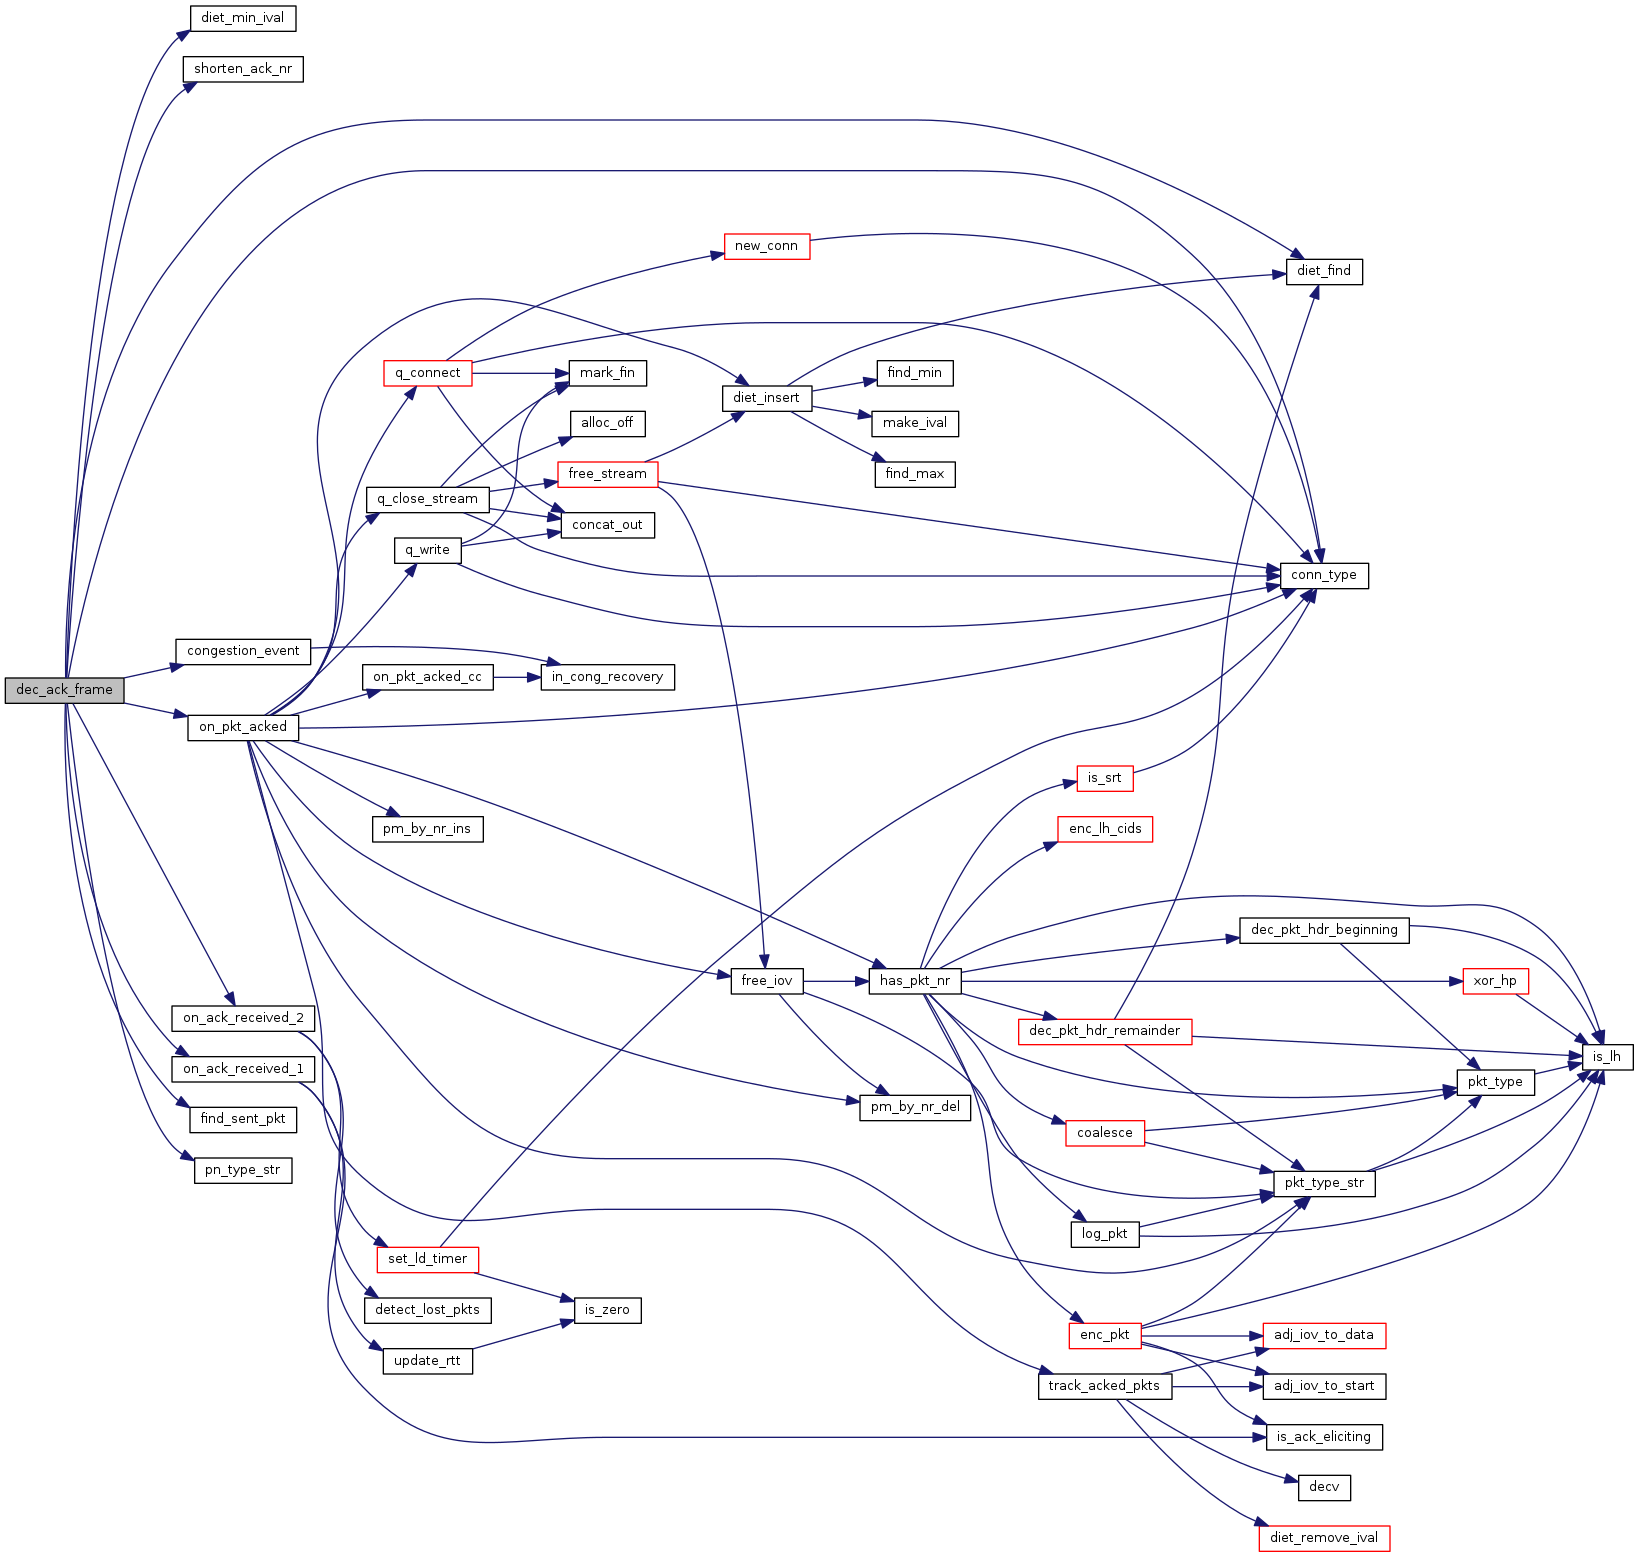 diet_min_ival
shorten_ack_nr
new_conn
diet_find
q_connect
mark_fin
find_min
diet_insert
alloc_off
make_ival
free_stream
find_max
q_close_stream
concat_out
q_write
conn_type
congestion_event
on_pkt_acked_cc
in_cong_recovery
dec_ack_frame
on_pkt_acked
is_srt
pm_by_nr_ins
enc_lh_cids
dec_pkt_hdr_beginning
free_iov
has_pkt_nr
xor_hp
on_ack_received_2
dec_pkt_hdr_remainder
is_lh
on_ack_received_1
pkt_type
find_sent_pkt
pm_by_nr_del
coalesce
pn_type_str
pkt_type_str
log_pkt
set_ld_timer
detect_lost_pkts
is_zero
enc_pkt
adj_iov_to_data
update_rtt
track_acked_pkts
adj_iov_to_start
is_ack_eliciting
decv
diet_remove_ival